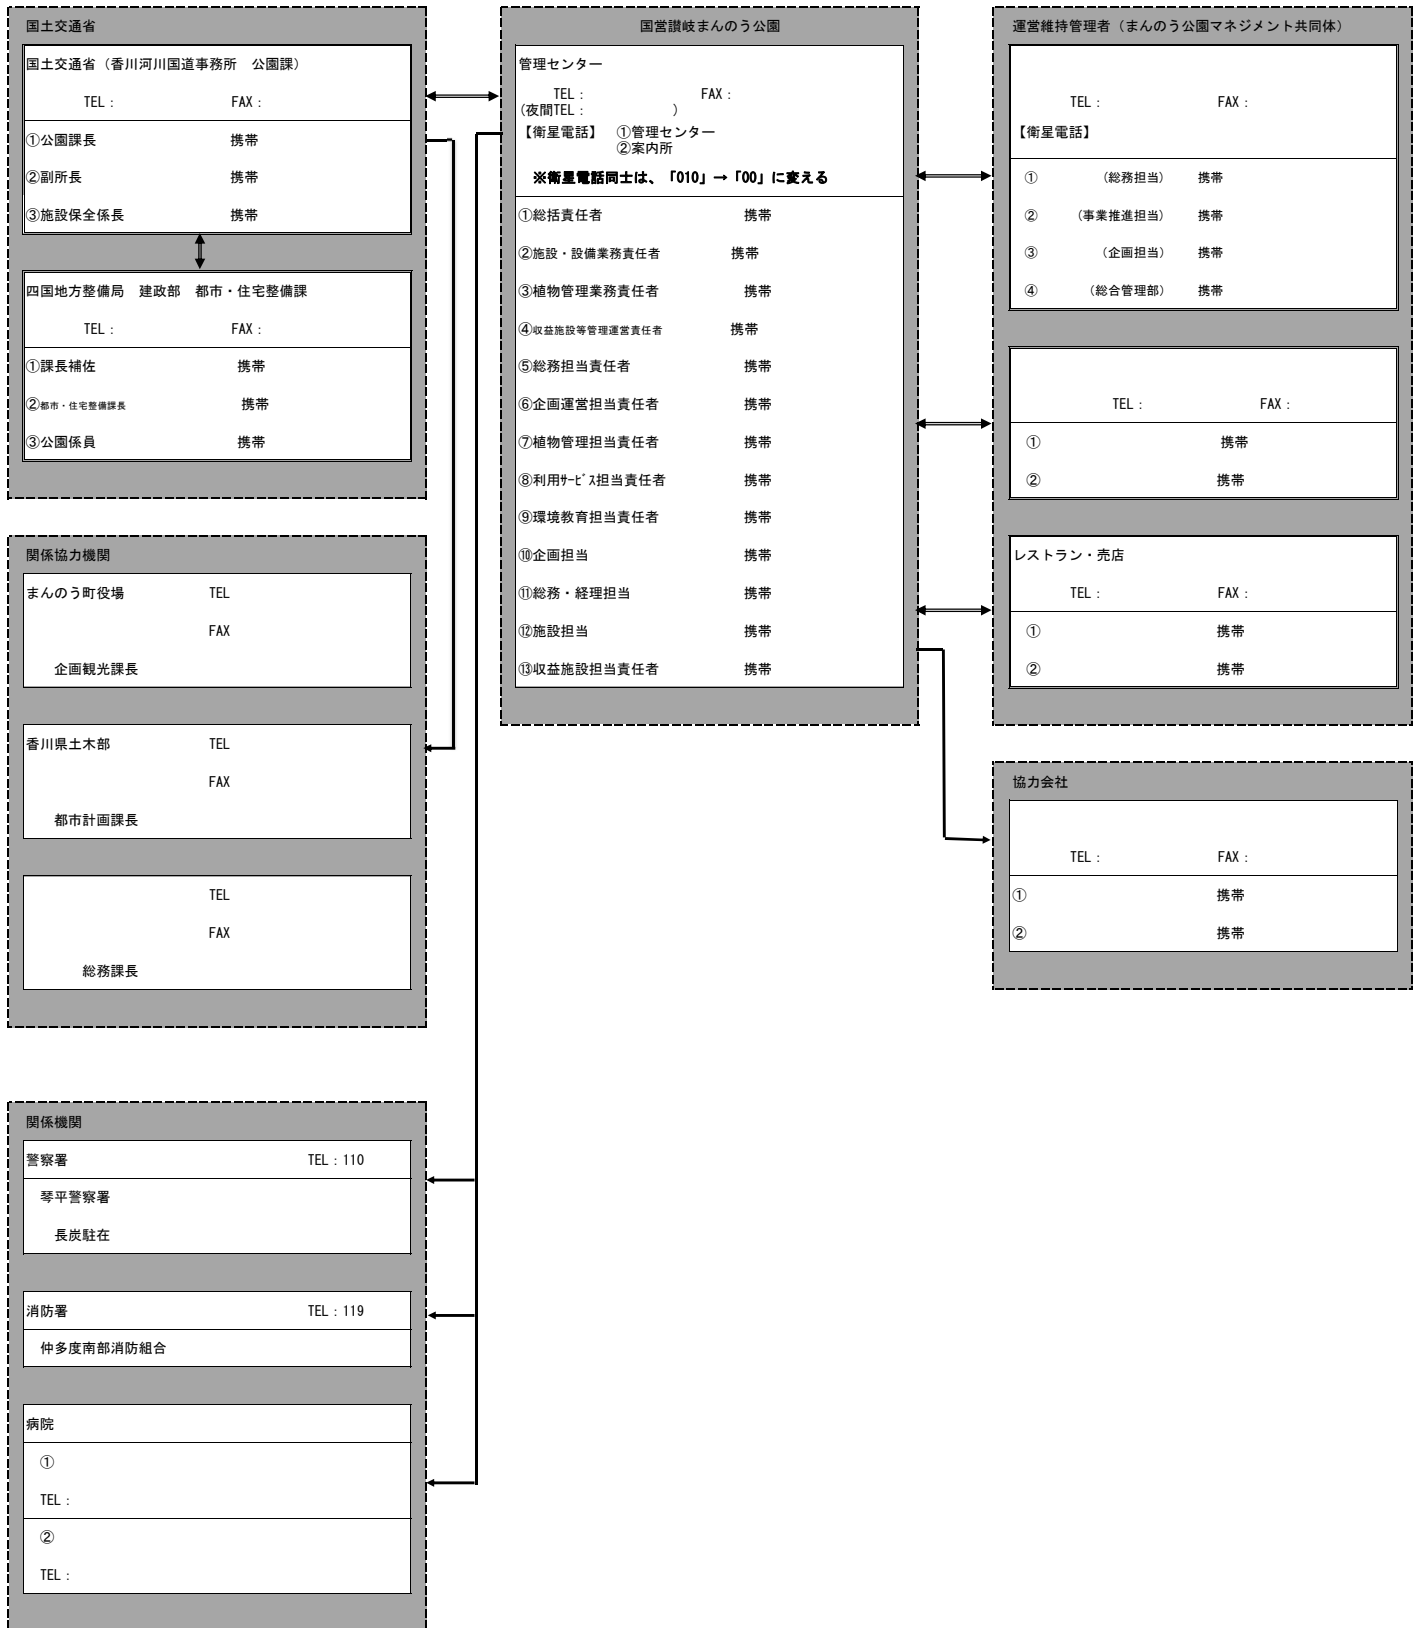 国土交通省
国土交通省（香川河川国道事務所　公園課）
TEL：　FAX：
①公園課長　携帯
②副所長　携帯
③施設保全係長　携帯
四国地方整備局　建政部　都市・住宅整備課
TEL：　FAX：
①課長補佐　携帯
②都市・住宅整備課長　携帯
③公園係員　携帯
関係協力機関
まんのう町役場　TEL
FAX
企画観光課長
香川県土木部　TEL
FAX
都市計画課長
TEL
FAX
総務課長
関係機関
警察署　TEL：110
琴平警察署
長炭駐在
消防署　TEL：119
仲多度南部消防組合
病院
①
TEL：
②
TEL：
国営讃岐まんのう公園
管理センター
TEL：　FAX：
(夜間TEL：　)
【衛星電話】　①管理センター
②案内所
※衛星電話同士は、「010」→「00」に変える
①総括責任者　携帯
②施設・設備業務責任者　携帯
③植物管理業務責任者　携帯
④収益施設等管理運営責任者　携帯
⑤総務担当責任者　携帯
⑥企画運営担当責任者　携帯
⑦植物管理担当責任者　携帯
⑧利用ｻｰﾋﾞｽ担当責任者　携帯
⑨環境教育担当責任者　携帯
⑩企画担当　携帯
⑪総務・経理担当　携帯
⑫施設担当　携帯
⑬収益施設担当責任者　携帯
運営維持管理者（まんのう公園マネジメント共同体）
TEL：　FAX：
【衛星電話】
①　（総務担当）　携帯
②　（事業推進担当）　携帯
③　（企画担当）　携帯
④　（総合管理部）　携帯
TEL：　FAX：
①　携帯
②　携帯
レストラン・売店
TEL：　FAX：
①　携帯
②　携帯
協力会社
TEL：　FAX：
①　携帯
②　携帯